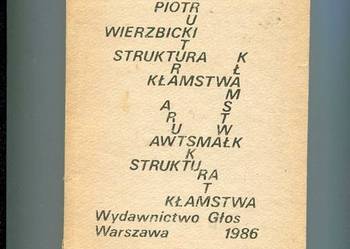 PIOTR
U
WIERZBICKI
T
STRUKTURA K
R Ł
KŁAMSTWA
M
A S
R T
U W
AWTSMAŁK
K
STRUKTURA
T
KŁAMSTWA
Wydawnictwo Głos
Warszawa 1986